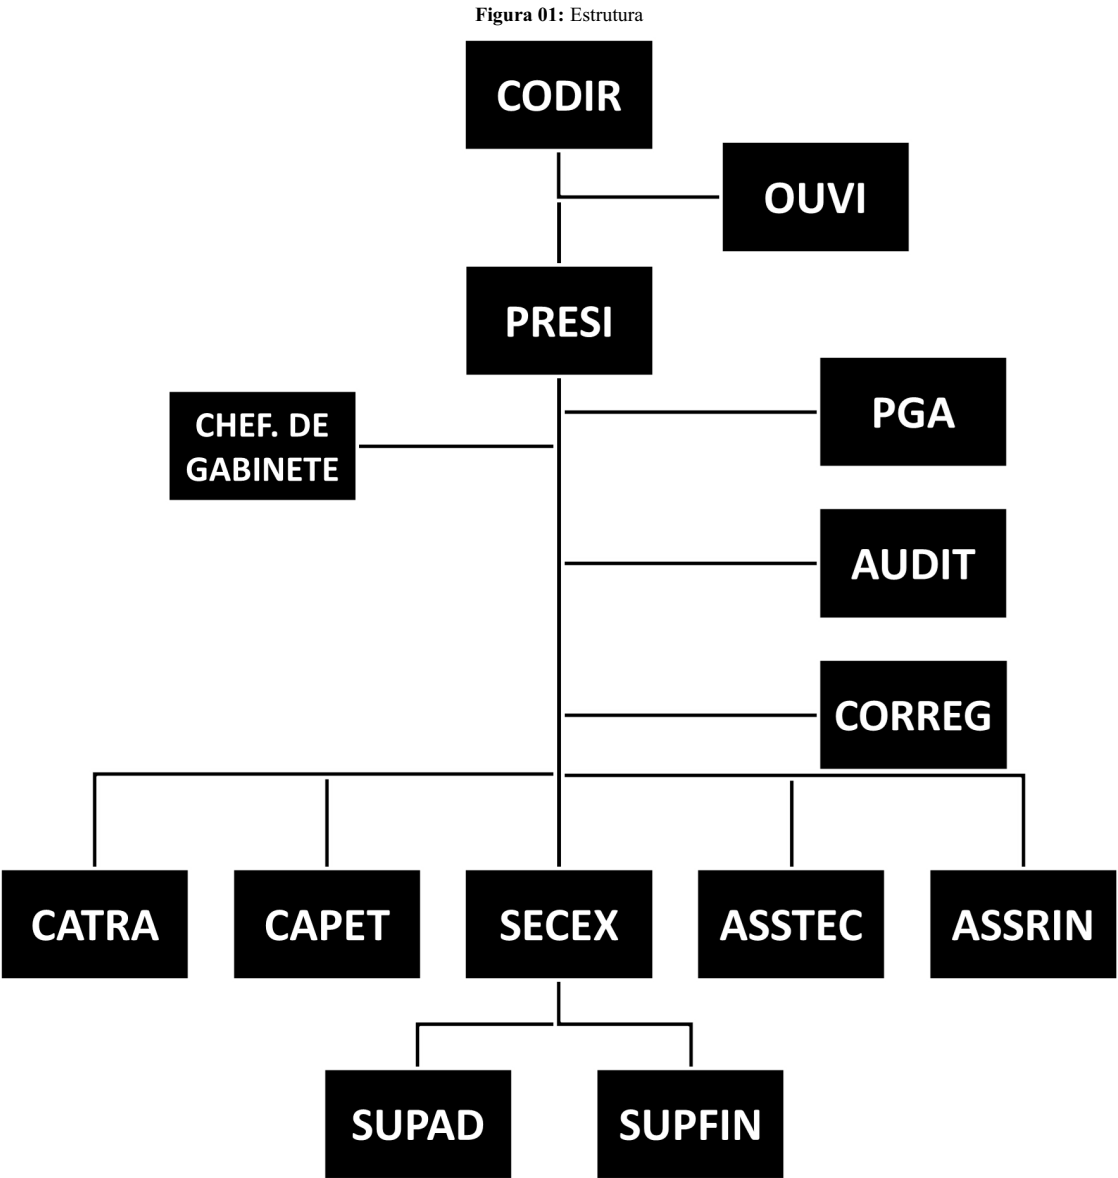 Figura 01: Estrutura
CODIR
OUVI
PRESI
PGA
CHEF. DE
GABINETE
AUDIT
CORREG
CATRA
CAPET
SECEX
ASSTEC
ASSRIN
SUPAD
SUPFIN